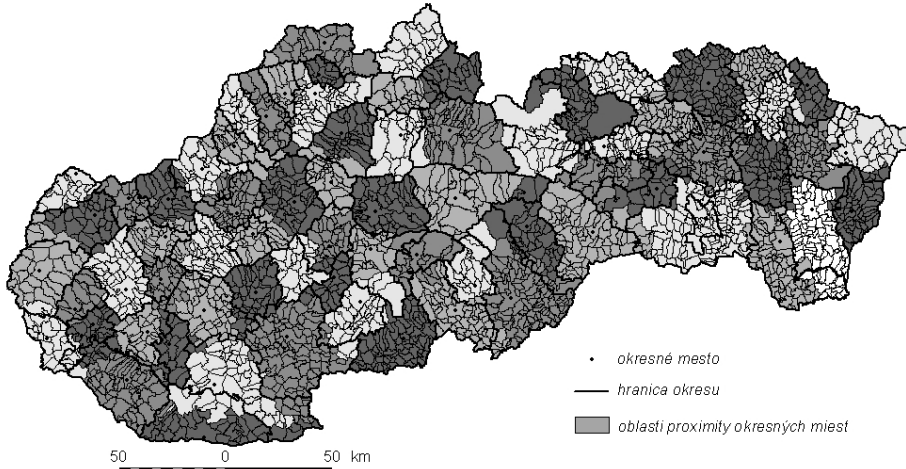 okresné mesto
hranica okresu
oblasti proximity okresných miest
50 0 50 km